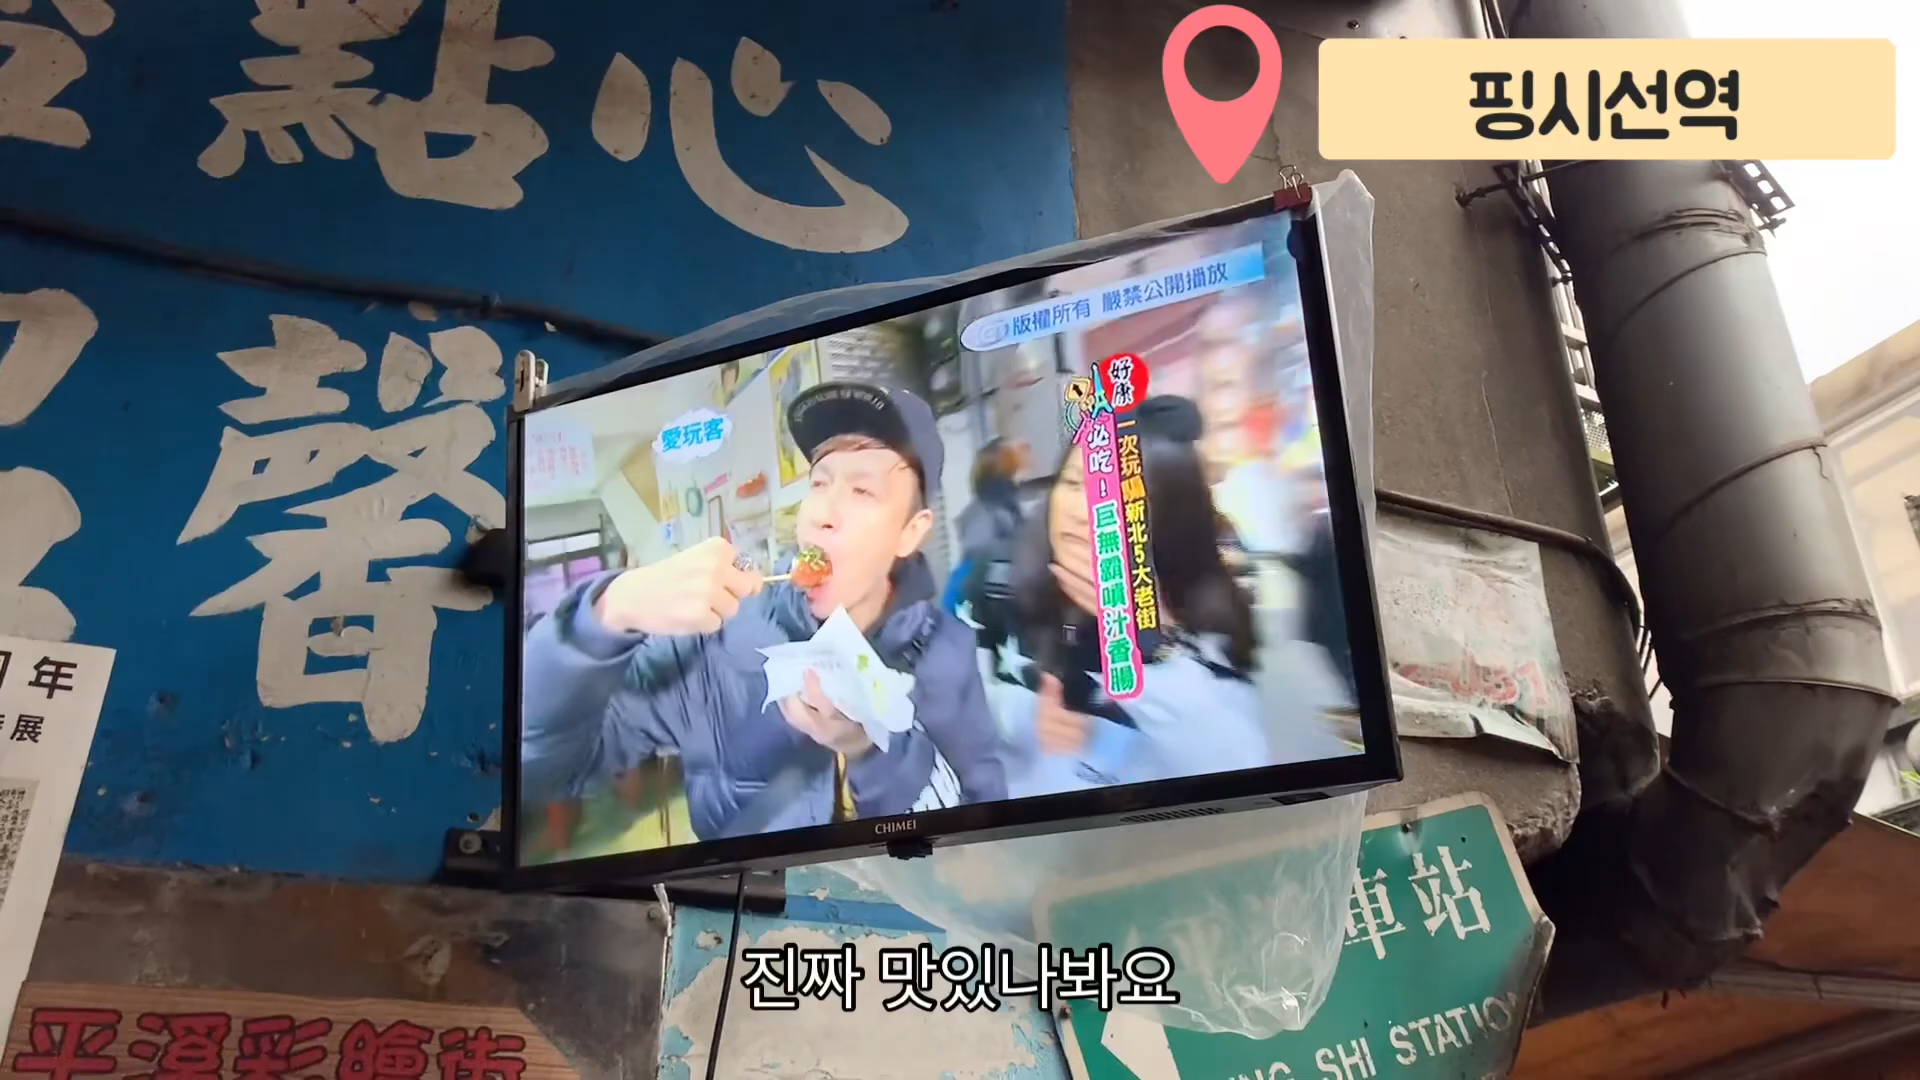 핑시선역
點心
馨
版權所有 嚴禁公開播放
愛玩客
好康
一次玩騙新北5大老街
必吃!巨無霸噴汁香腸
CHIMEI
年
展
車站
SHI STATION
平溪彩繪街
진짜 맛있나봐요